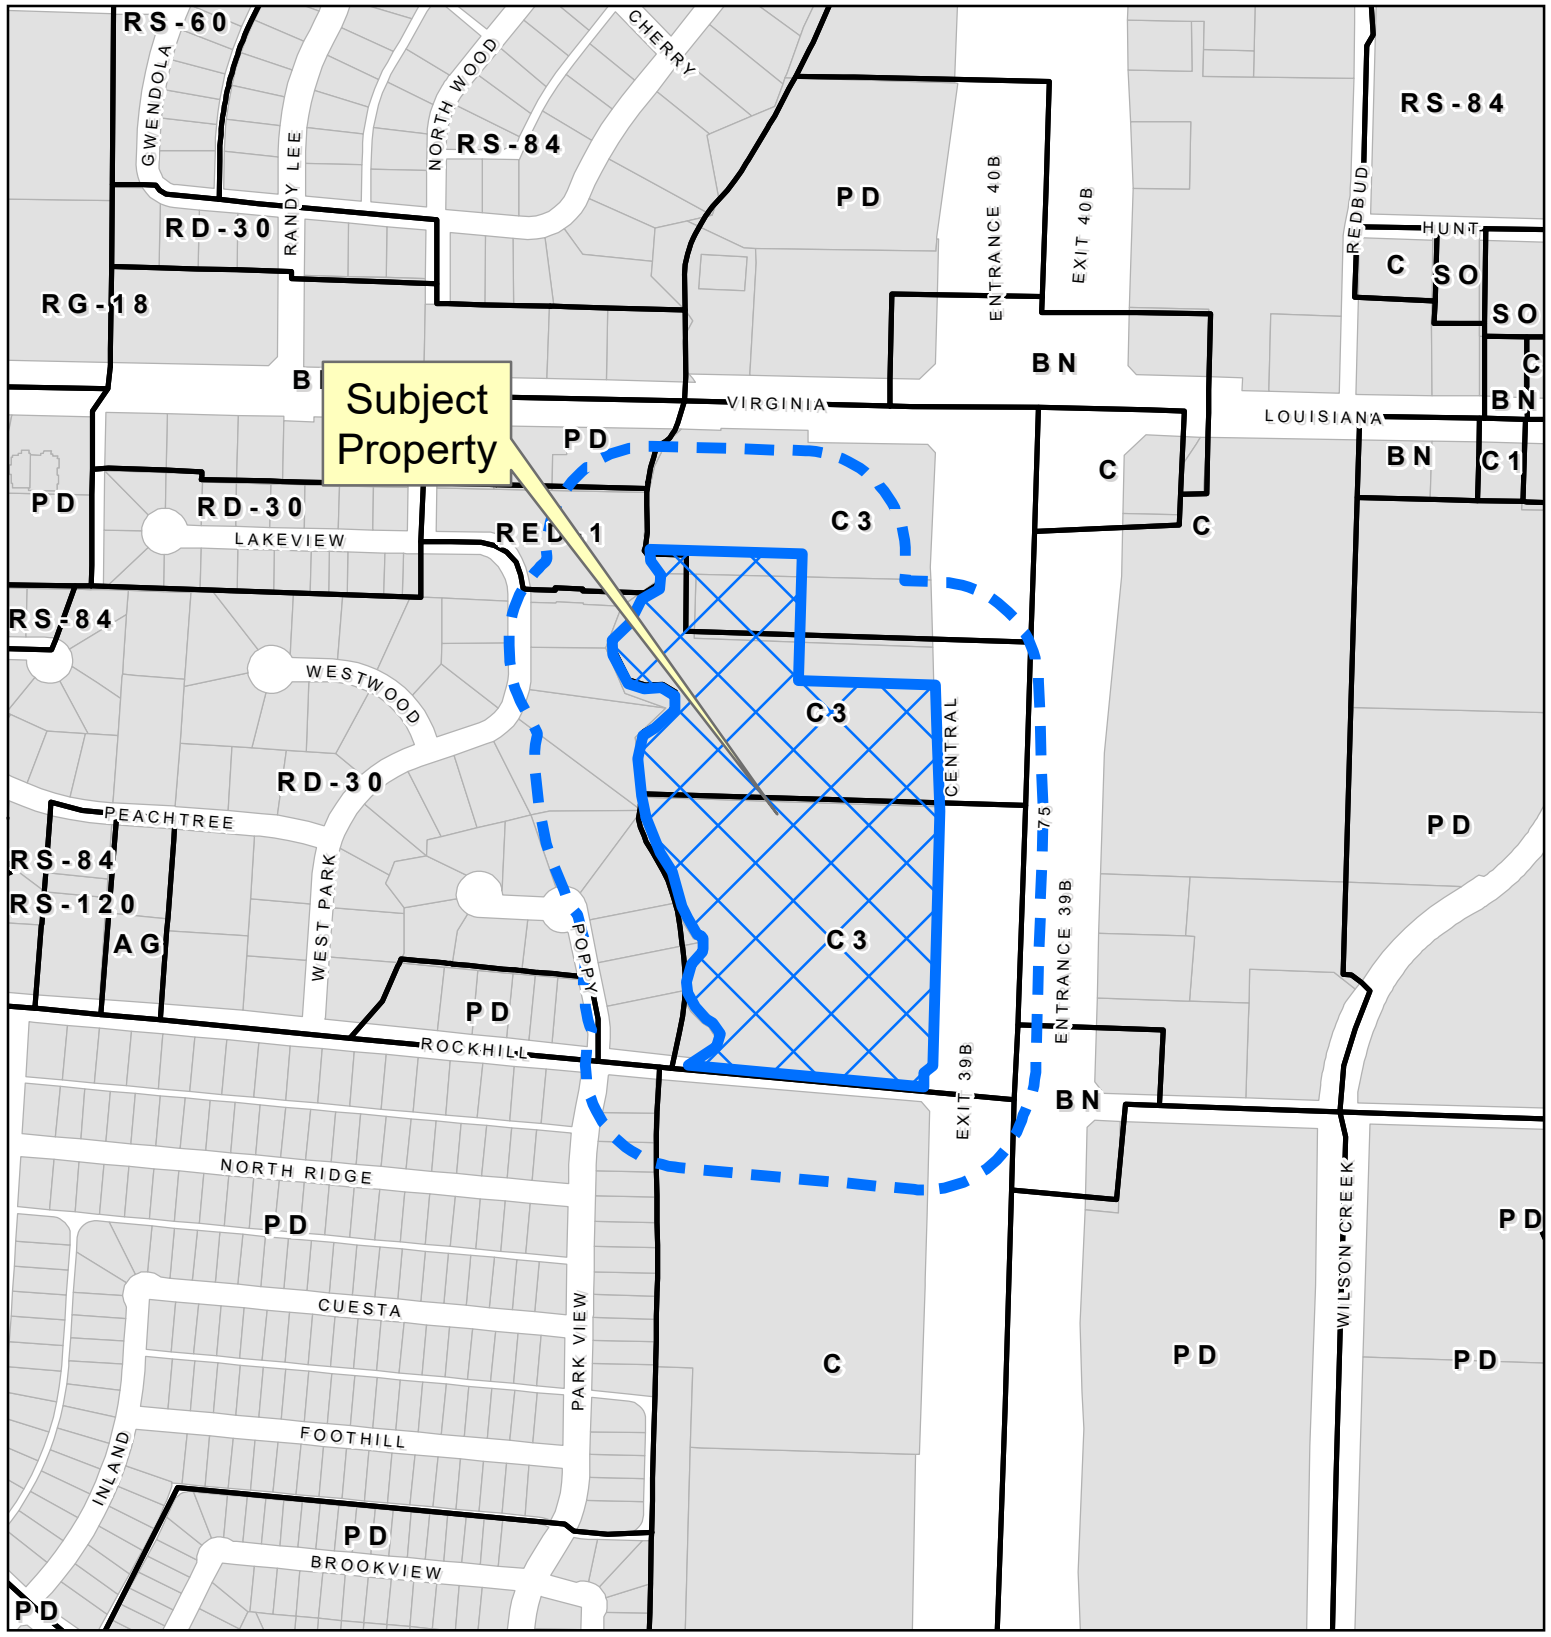 RS-60
GWENDOLA
RANDY LEE
NORTH WOOD
CHERRY
RS-84
RS-84
PD
ENTRANCE 40B
EXIT 40B
REDBUD
HUNT
RD-30
C
SO
SO
RG-18
BN
C
BN
Subject
Property
VIRGINIA
LOUISIANA
PD
BN
C1
C
PD
RD-30
LAKEVIEW
RED-1
C3
C
RS-84
WESTWOOD
C3
CENTRAL
RD-30
PEACHTREE
75
PD
RS-84
RS-120
AG
WEST PARK
POPPY
C3
ENTRANCE 39B
PD
ROCKHILL
EXIT 39B
BN
NORTH RIDGE
PD
WILSON CREEK
PD
CUESTA
PARK VIEW
C
PD
PD
FOOTHILL
INLAND
PD
BROOKVIEW
PD